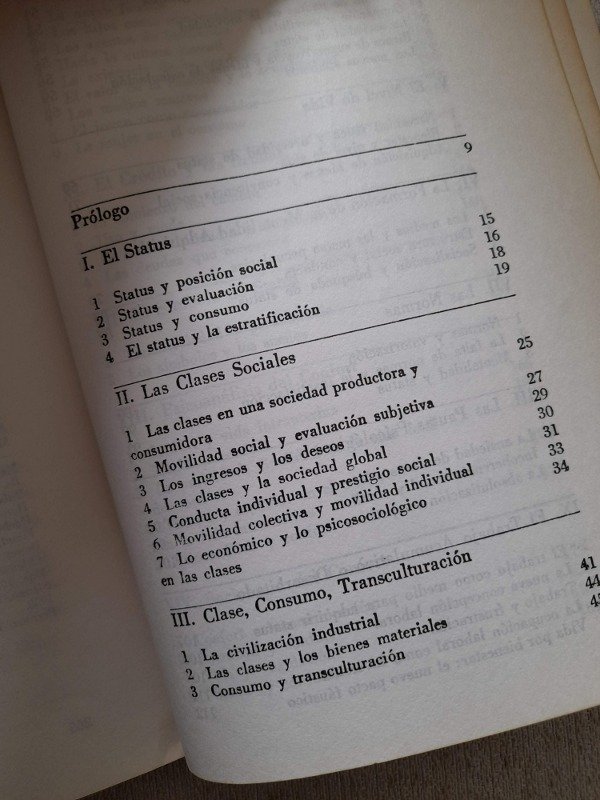 Prólogo 9
I. El Status
1 Status y posición social 15
2 Status y evaluación 16
3 Status y consumo 18
4 El status y la estratificación 19
II. Las Clases Sociales
1 Las clases en una sociedad productora y
consumidora 25
2 Movilidad social y evaluación subjetiva 27
3 Los ingresos y los deseos 29
4 Las clases y la sociedad global 30
5 Conducta individual y prestigio social 31
6 Movilidad colectiva y movilidad individual 33
7 Lo económico y lo psicosociológico
en las clases 34
III. Clase, Consumo, Transculturación
1 La civilización industrial 41
2 Las clases y los bienes materiales 44
3 Consumo y transculturación